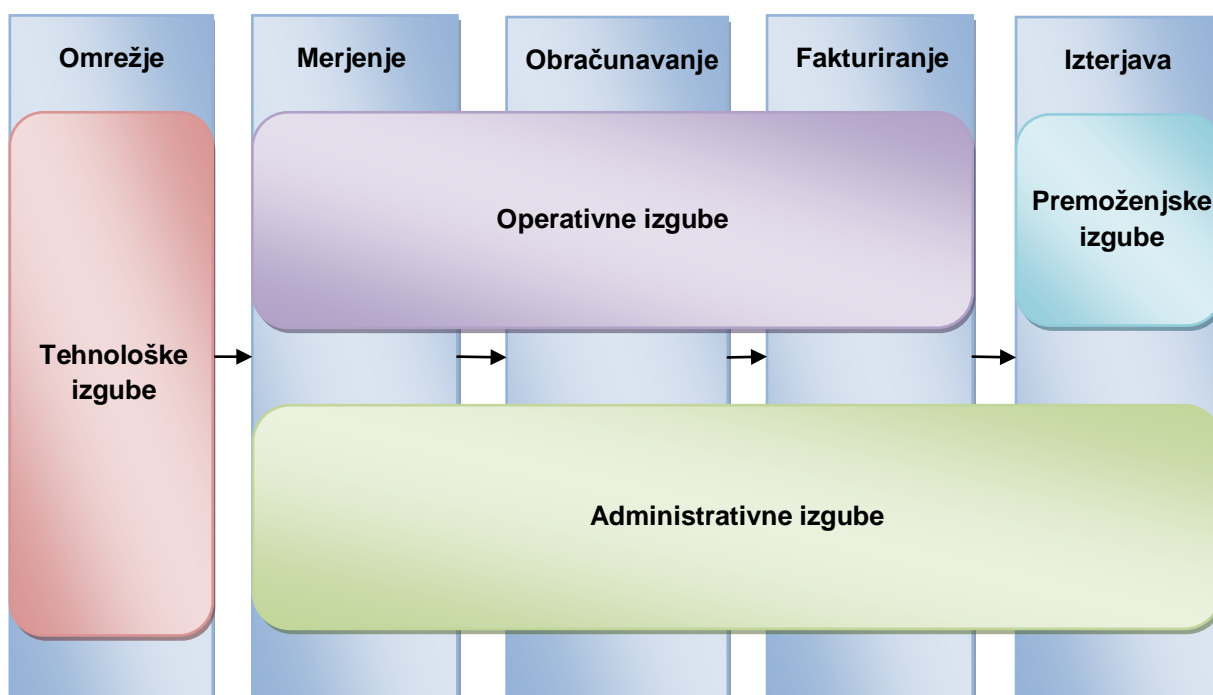 Omrežje
Merjenje
Obračunavanje
Fakturiranje
Izterjava
Operativne izgube
Premoženjske
izgube
Tehnološke
izgube
Administrativne izgube